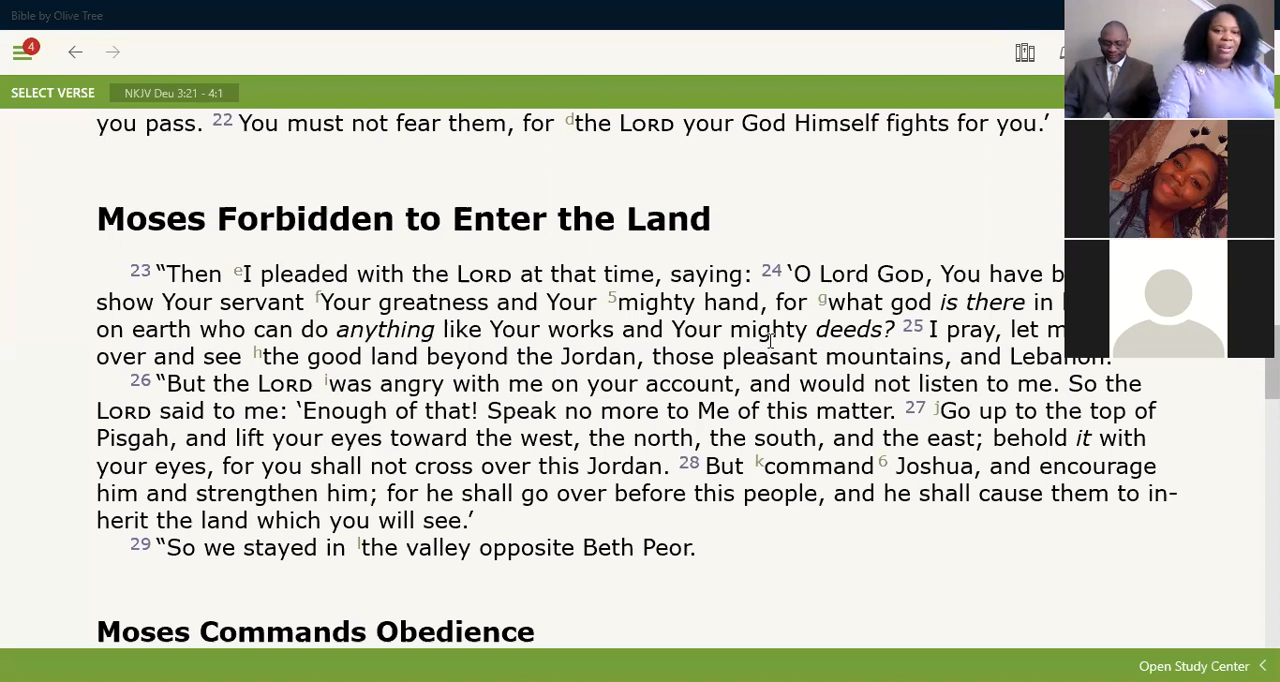 Bible by Olive Tree
4
SELECT VERSE NKJV Deu 3:21 - 4:1
you pass. 22 You must not fear them, for d the LORD your God Himself fights for you.’
Moses Forbidden to Enter the Land
23 “Then e I pleaded with the LORD at that time, saying: 24 ‘O Lord GOD, You have
show Your servant f Your greatness and Your 5 mighty hand, for g what god is there in
on earth who can do anything like Your works and Your mighty deeds? 25 I pray, let
over and see h the good land beyond the Jordan, those pleasant mountains, and Lebanon.’
26 “But the LORD i was angry with me on your account, and would not listen to me. So the
LORD said to me: ‘Enough of that! Speak no more to Me of this matter. 27 j Go up to the top of
Pisgah, and lift your eyes toward the west, the north, the south, and the east; behold it with
your eyes, for you shall not cross over this Jordan. 28 But k command 6 Joshua, and encourage
him and strengthen him; for he shall go over before this people, and he shall cause them to in-
herit the land which you will see.’
29 “So we stayed in l the valley opposite Beth Peor.
Moses Commands Obedience
Open Study Center